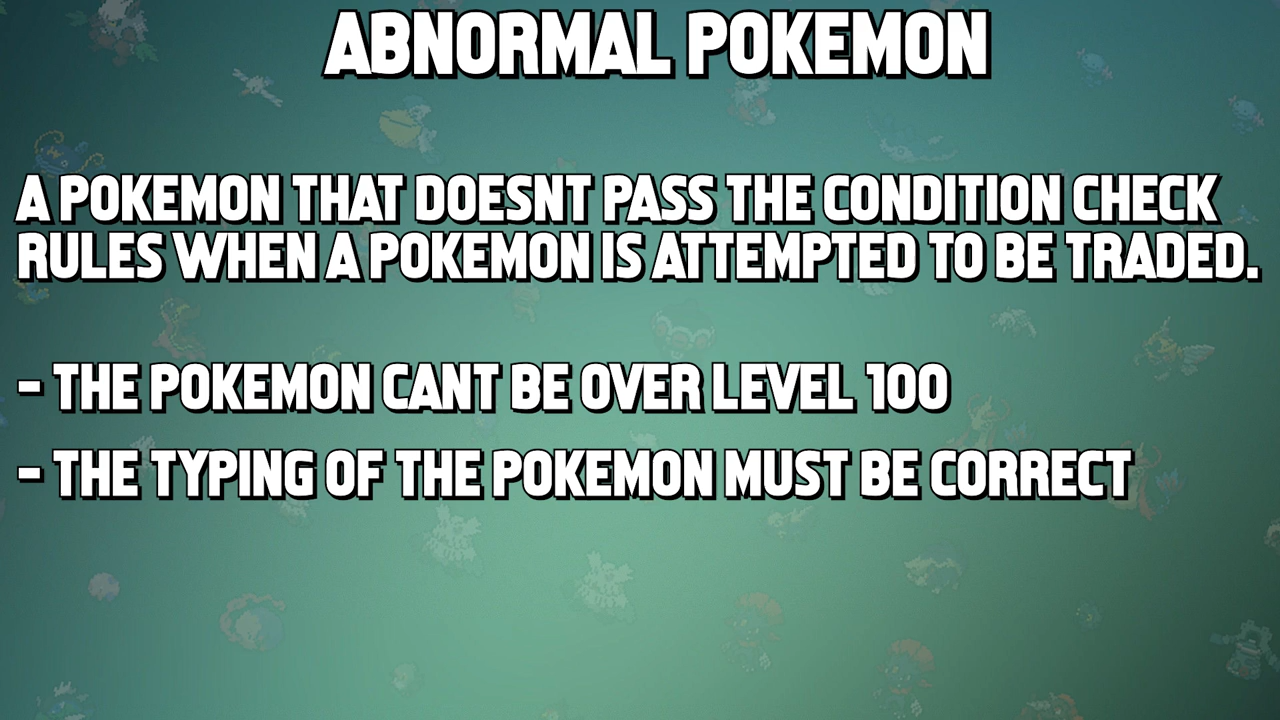 ABNORMAL POKEMON
A POKEMON THAT DOESNT PASS THE CONDITION CHECK
RULES WHEN A POKEMON IS ATTEMPTED TO BE TRADED.
- THE POKEMON CANT BE OVER LEVEL 100
- THE TYPING OF THE POKEMON MUST BE CORRECT